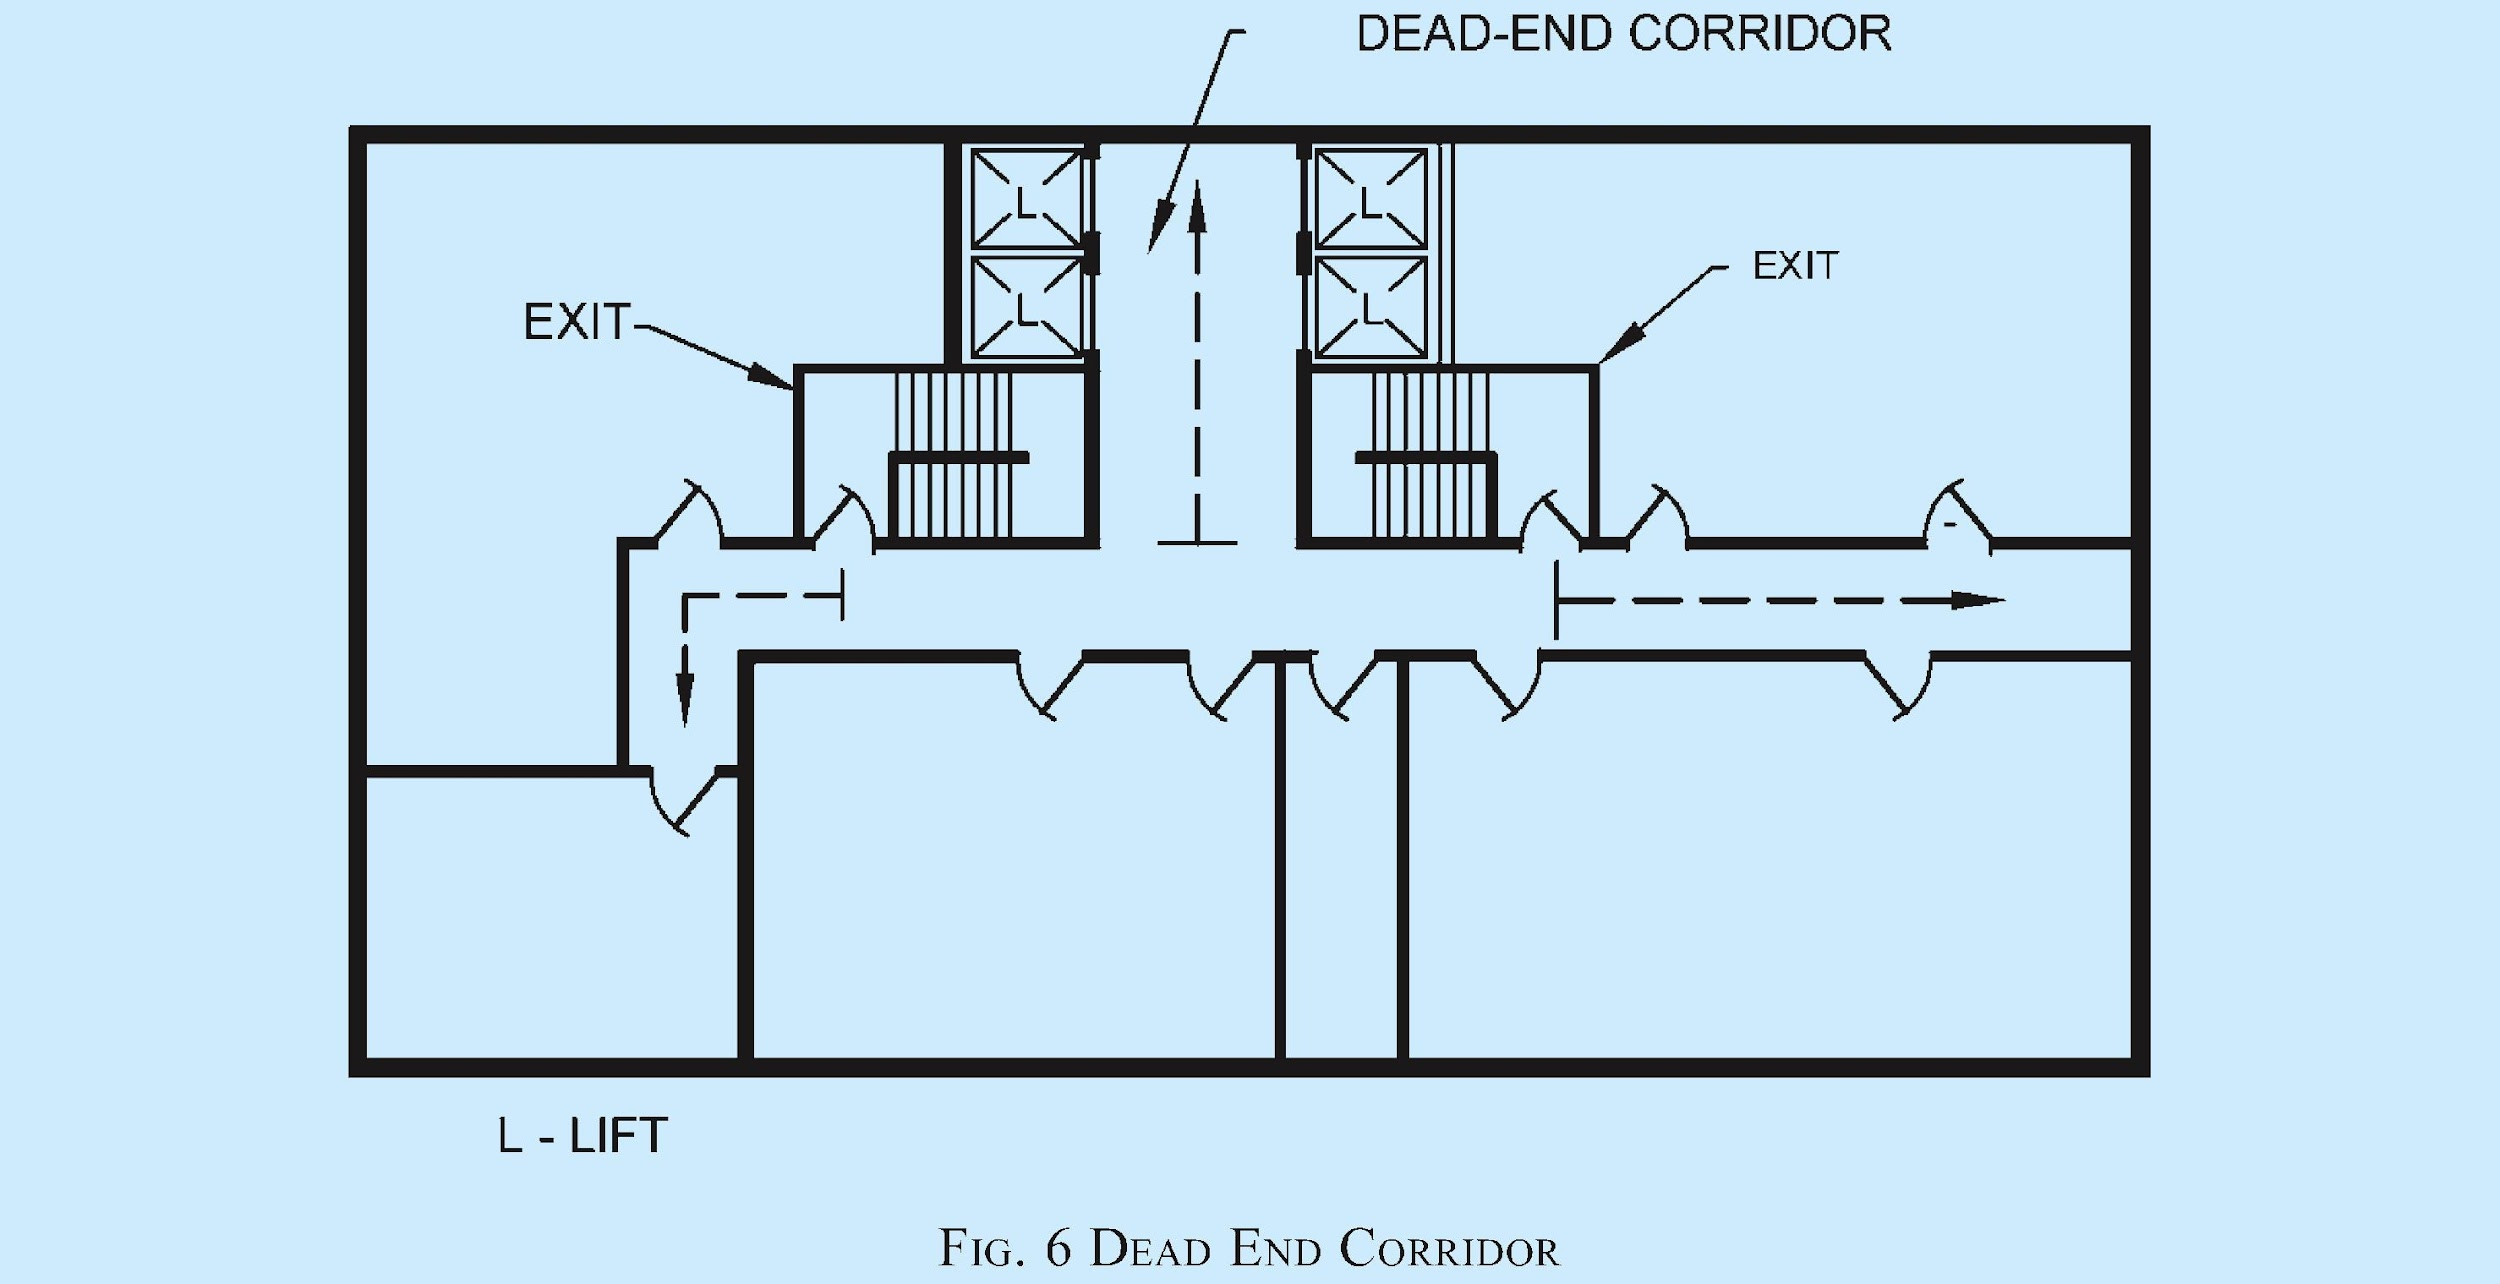 DEAD-END CORRIDOR
L
L
EXIT
EXIT
L
L
L - LIFT
FIG. 6 DEAD END CORRIDOR